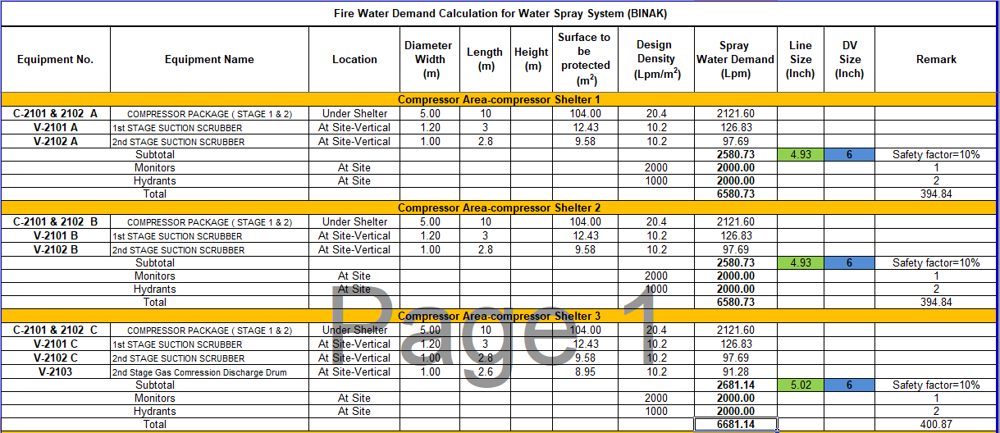 Fire Water Demand Calculation for Water Spray System (BINAK)
Equipment No. Equipment Name Location Diameter Width (m) Length (m) Height (m) Surface to be protected (m²) Design Density (Lpm/m²) Spray Water Demand (Lpm) Line Size (Inch) DV Size (Inch) Remark
Compressor Area-compressor Shelter 1
C-2101 & 2102 A COMPRESSOR PACKAGE ( STAGE 1 & 2) Under Shelter 5.00 10 104.00 20.4 2121.60
V-2101 A 1st STAGE SUCTION SCRUBBER At Site-Vertical 1.20 3 12.43 10.2 126.83
V-2102 A 2nd STAGE SUCTION SCRUBBER At Site-Vertical 1.00 2.8 9.58 10.2 97.69
Subtotal 2580.73 4.93 6 Safety factor=10%
Monitors At Site 2000 2000.00 1
Hydrants At Site 1000 2000.00 2
Total 6580.73 394.84
Compressor Area-compressor Shelter 2
C-2101 & 2102 B COMPRESSOR PACKAGE ( STAGE 1 & 2) Under Shelter 5.00 10 104.00 20.4 2121.60
V-2101 B 1st STAGE SUCTION SCRUBBER At Site-Vertical 1.20 3 12.43 10.2 126.83
V-2102 B 2nd STAGE SUCTION SCRUBBER At Site-Vertical 1.00 2.8 9.58 10.2 97.69
Subtotal 2580.73 4.93 6 Safety factor=10%
Monitors At Site 2000 2000.00 1
Hydrants At Site 1000 2000.00 2
Total 6580.73 394.84
Compressor Area-compressor Shelter 3
C-2101 & 2102 C COMPRESSOR PACKAGE ( STAGE 1 & 2) Under Shelter 5.00 10 104.00 20.4 2121.60
V-2101 C 1st STAGE SUCTION SCRUBBER At Site-Vertical 1.20 3 12.43 10.2 126.83
V-2102 C 2nd STAGE SUCTION SCRUBBER At Site-Vertical 1.00 2.8 9.58 10.2 97.69
V-2103 2nd Stage Gas Comression Discharge Drum At Site-Vertical 1.00 2.6 8.95 10.2 91.28
Subtotal 2681.14 5.02 6 Safety factor=10%
Monitors At Site 2000 2000.00 1
Hydrants At Site 1000 2000.00 2
Total 6681.14 400.87
Page 1